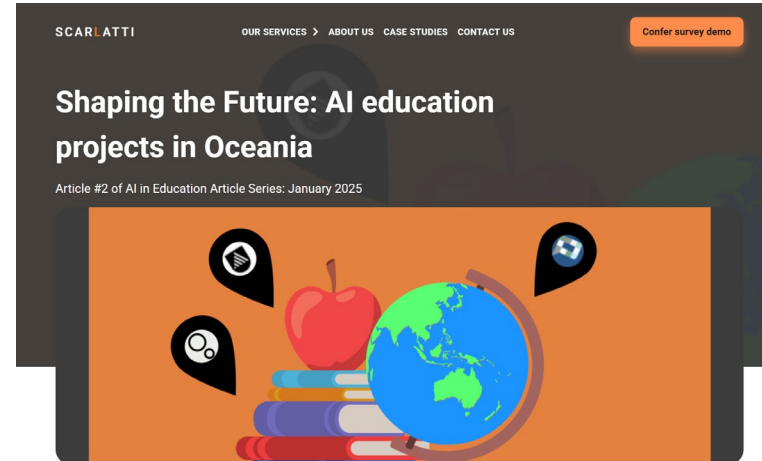 SCARLATTI
OUR SERVICES ABOUT US CASE STUDIES CONTACT US
Confer survey demo
Shaping the Future: AI education
projects in Oceania
Article #2 of AI in Education Article Series: January 2025